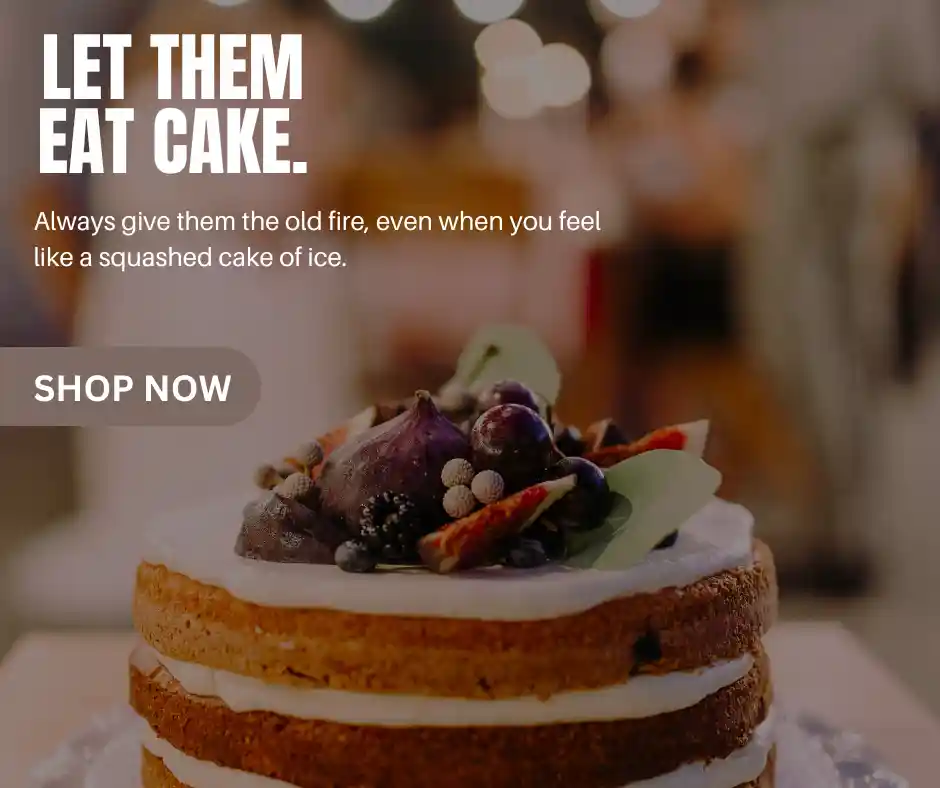 LET THEM
EAT CAKE.
Always give them the old fire, even when you feel
like a squashed cake of ice.
SHOP NOW